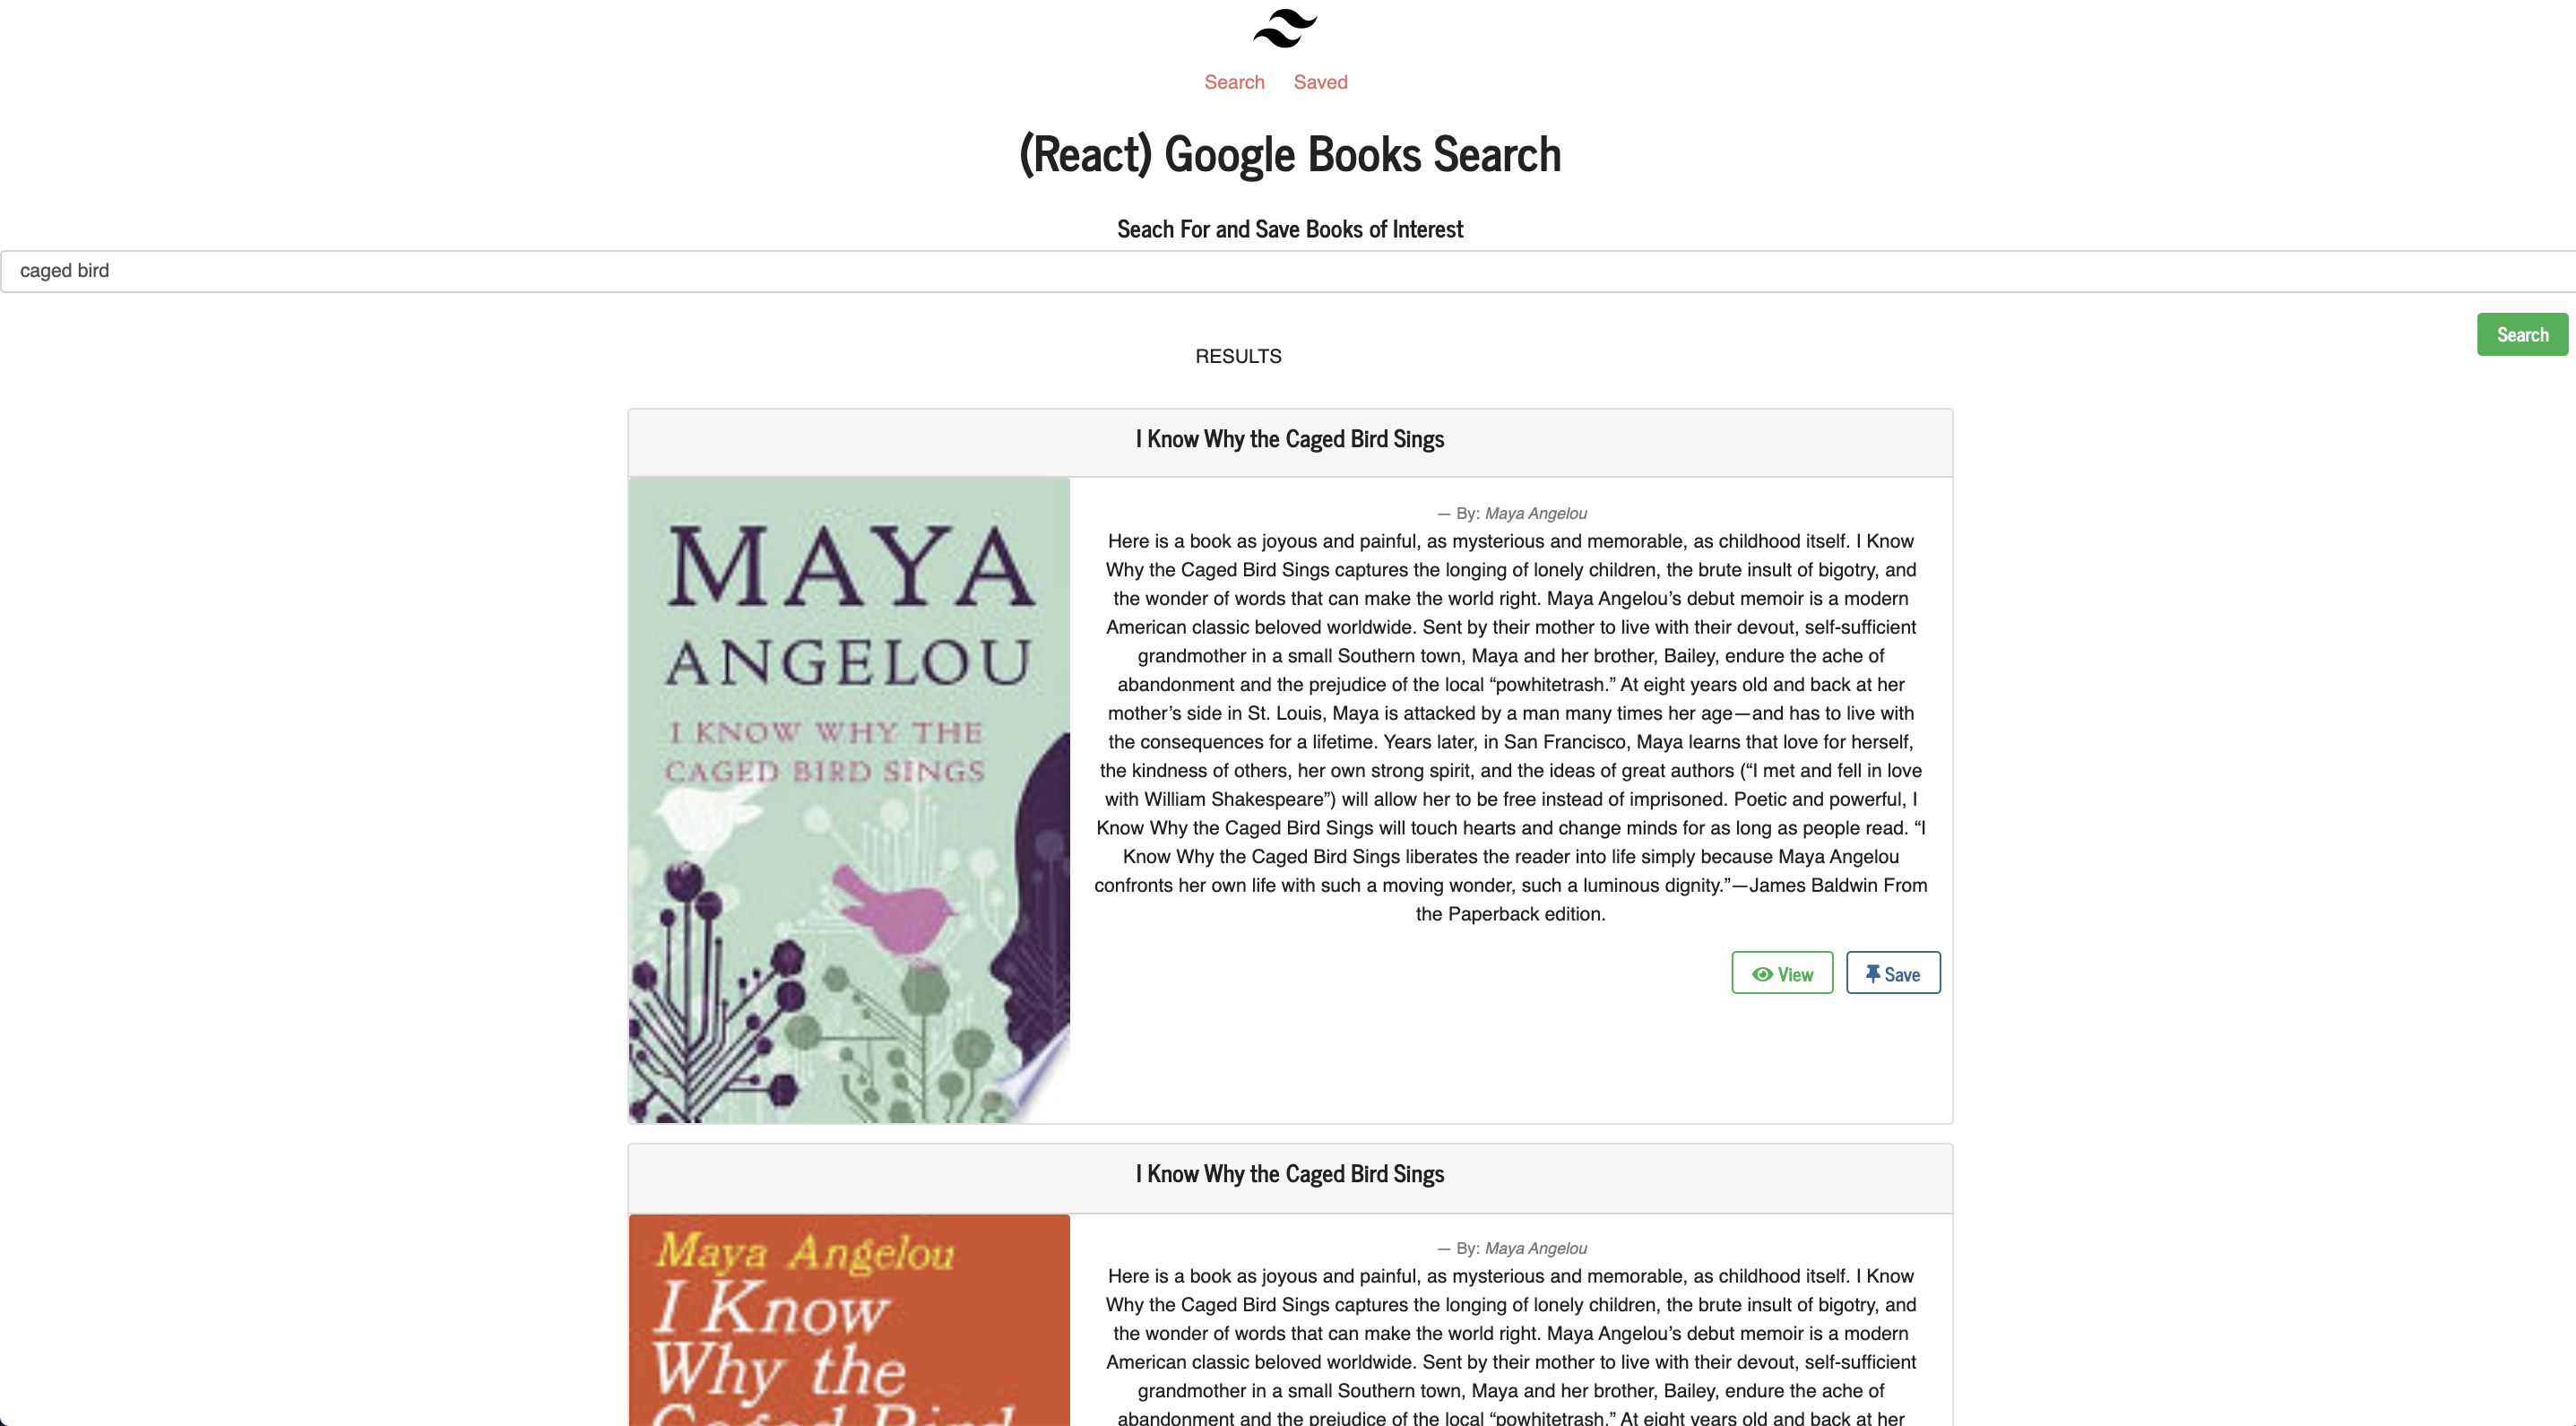 Search Saved
(React) Google Books Search
Seach For and Save Books of Interest
caged bird
Search
RESULTS
I Know Why the Caged Bird Sings
MAYA
ANGELOU
I KNOW WHY THE
CAGED BIRD SINGS
— By: Maya Angelou
Here is a book as joyous and painful, as mysterious and memorable, as childhood itself. I Know
Why the Caged Bird Sings captures the longing of lonely children, the brute insult of bigotry, and
the wonder of words that can make the world right. Maya Angelou’s debut memoir is a modern
American classic beloved worldwide. Sent by their mother to live with their devout, self-sufficient
grandmother in a small Southern town, Maya and her brother, Bailey, endure the ache of
abandonment and the prejudice of the local “powhitetrash.” At eight years old and back at her
mother’s side in St. Louis, Maya is attacked by a man many times her age—and has to live with
the consequences for a lifetime. Years later, in San Francisco, Maya learns that love for herself,
the kindness of others, her own strong spirit, and the ideas of great authors (“I met and fell in love
with William Shakespeare”) will allow her to be free instead of imprisoned. Poetic and powerful, I
Know Why the Caged Bird Sings will touch hearts and change minds for as long as people read. “I
Know Why the Caged Bird Sings liberates the reader into life simply because Maya Angelou
confronts her own life with such a moving wonder, such a luminous dignity.”—James Baldwin From
the Paperback edition.
View Save
I Know Why the Caged Bird Sings
Maya Angelou
I Know
Why the
Caged Bird
— By: Maya Angelou
Here is a book as joyous and painful, as mysterious and memorable, as childhood itself. I Know
Why the Caged Bird Sings captures the longing of lonely children, the brute insult of bigotry, and
the wonder of words that can make the world right. Maya Angelou’s debut memoir is a modern
American classic beloved worldwide. Sent by their mother to live with their devout, self-sufficient
grandmother in a small Southern town, Maya and her brother, Bailey, endure the ache of
abandonment and the prejudice of the local “powhitetrash.” At eight years old and back at her